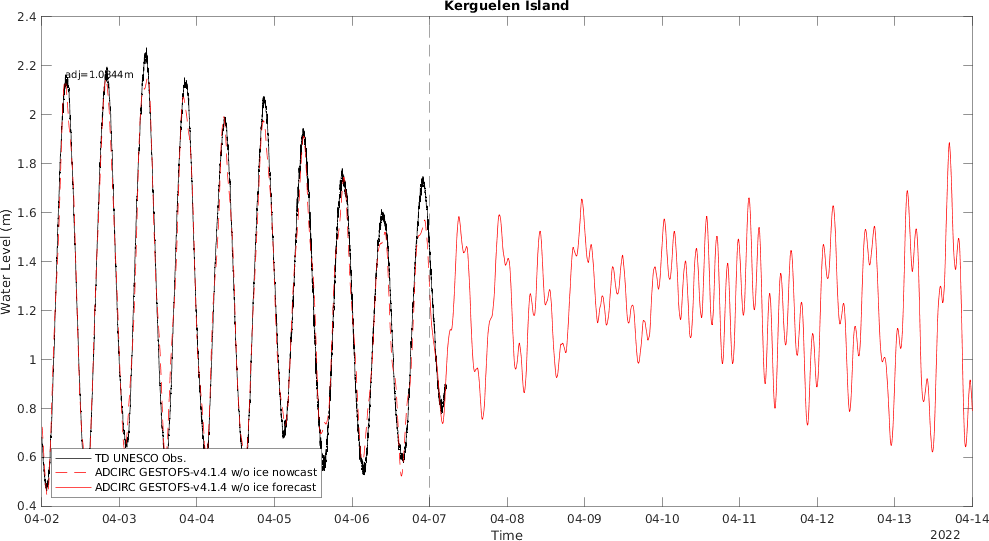 Kerguelen Island
2.4
2.2
2
1.8
1.6
1.4
1.2
1
0.8
0.6
0.4
Water Level (m)
adj=1.0844m
TD UNESCO Obs.
ADCIRC GESTOFS-v4.1.4 w/o ice nowcast
ADCIRC GESTOFS-v4.1.4 w/o ice forecast
04-02 04-03 04-04 04-05 04-06 04-07 04-08 04-09 04-10 04-11 04-12 04-13 04-14
Time
2022